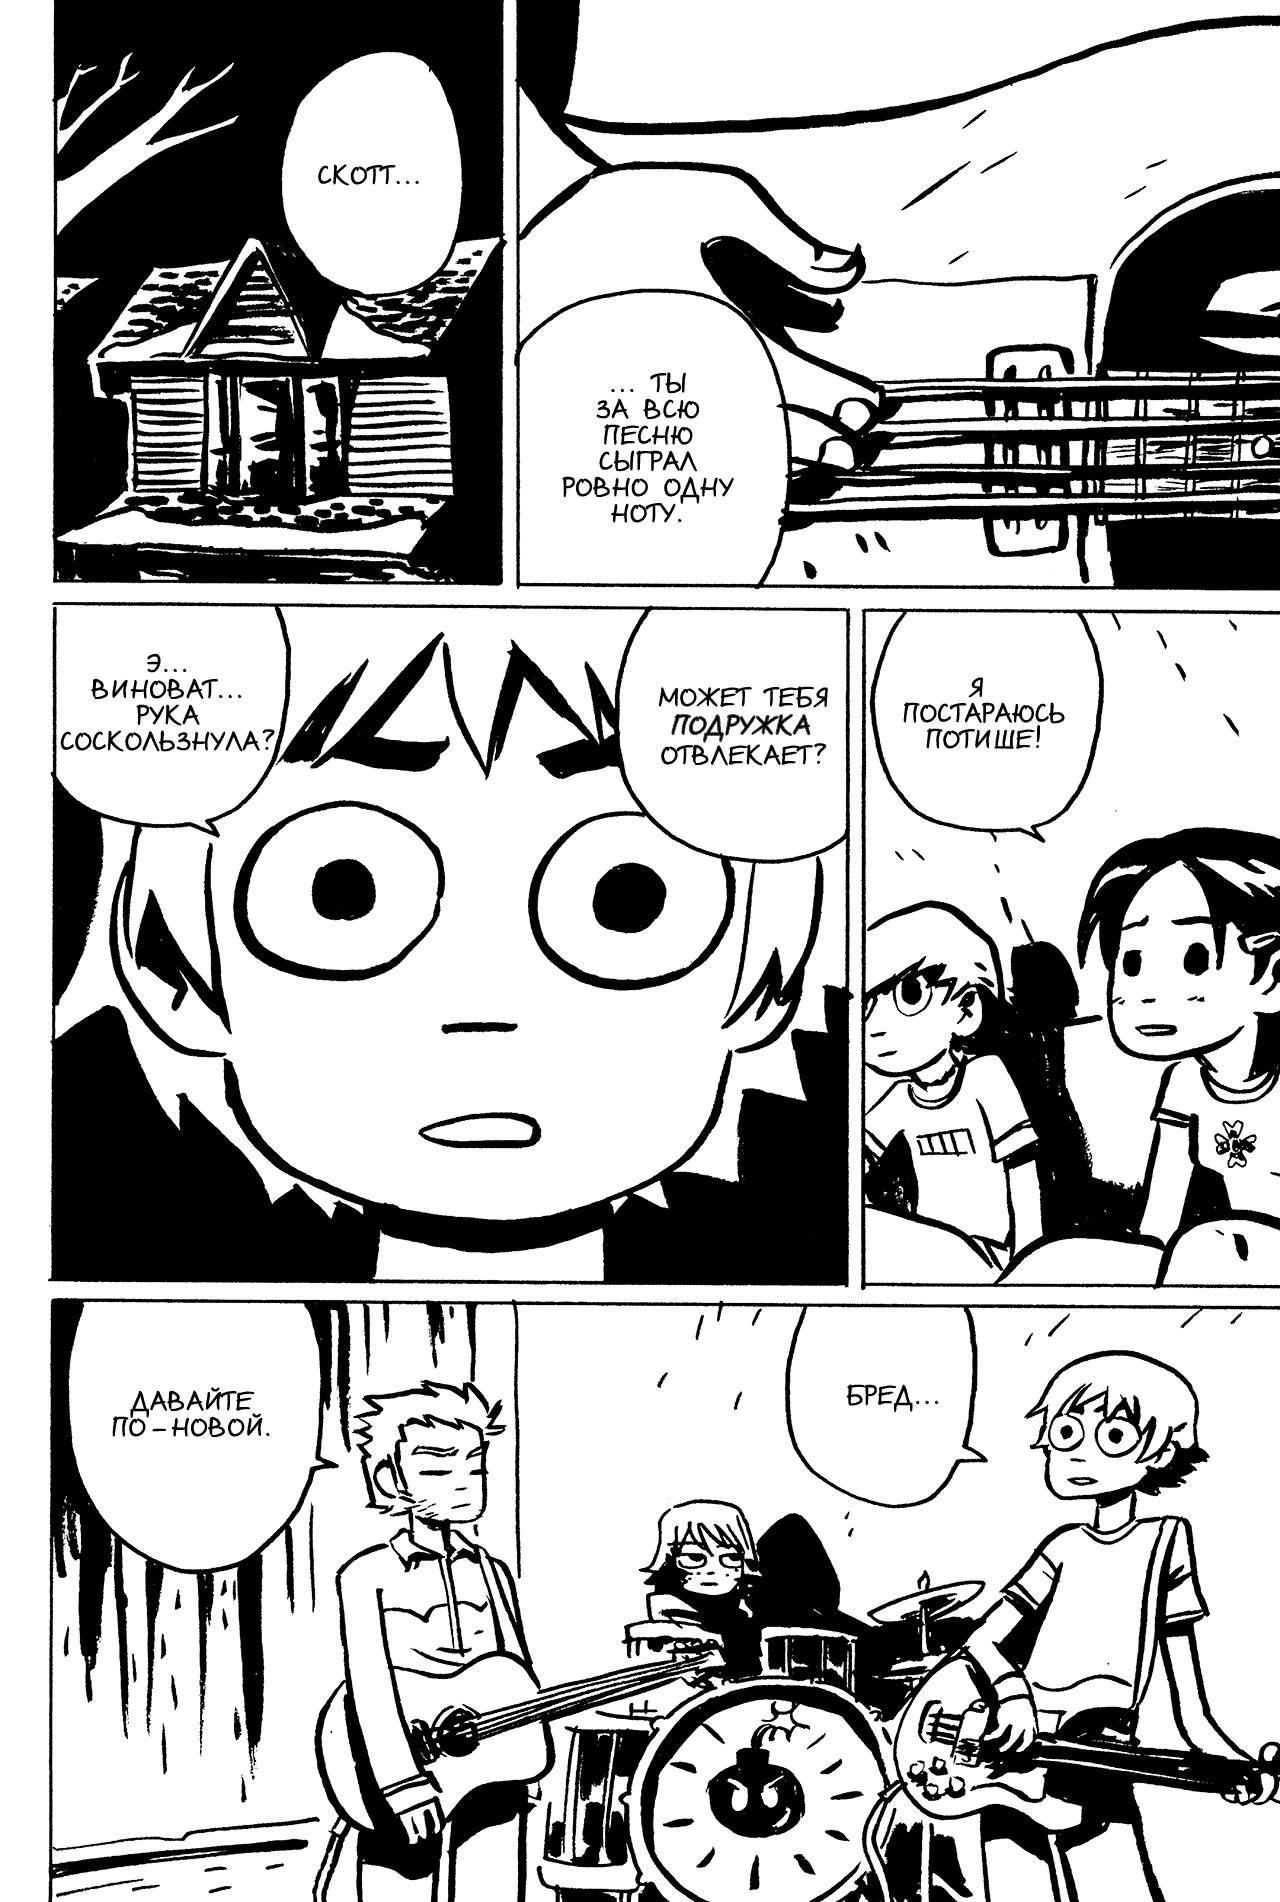 СКОТТ...
... ТЫ
ЗА ВСЮ
ПЕСНЮ
СЫГРАЛ
РОВНО ОДНУ
НОТУ.
Э...
ВИНОВАТ...
РУКА
СОСКОЛЬЗНУЛА?
МОЖЕТ ТЕБЯ
ПОДРУЖКА
ОТВЛЕКАЕТ?
Я
ПОСТАРАЮСЬ
ПОТИШЕ!
ДАВАЙТЕ
ПО-НОВОЙ.
БРЕД...